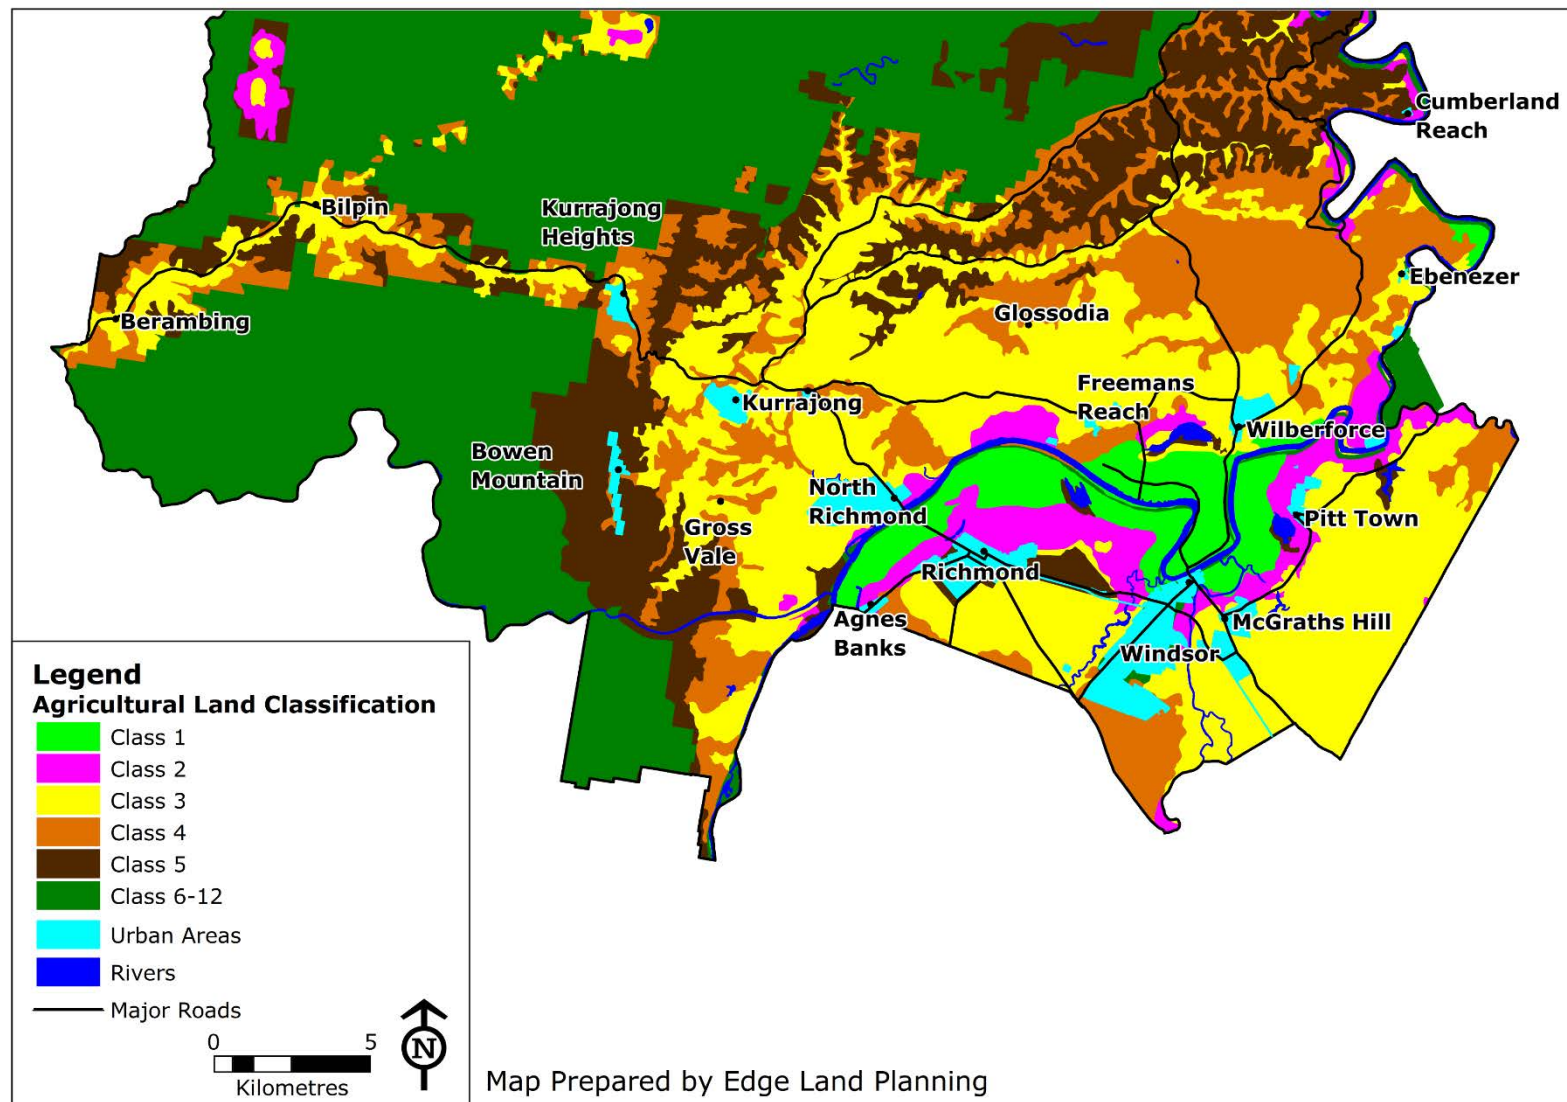 Cumberland
Reach
Bilpin
Kurrajong
Heights
Ebenezer
Berambing
Glossodia
Freemans
Reach
Kurrajong
Wilberforce
Bowen
Mountain
North
Richmond
Pitt Town
Gross
Vale
Richmond
Agnes
Banks
McGraths Hill
Windsor
Legend
Agricultural Land Classification
Class 1
Class 2
Class 3
Class 4
Class 5
Class 6-12
Urban Areas
Rivers
Major Roads
0 5
Kilometres
N
Map Prepared by Edge Land Planning